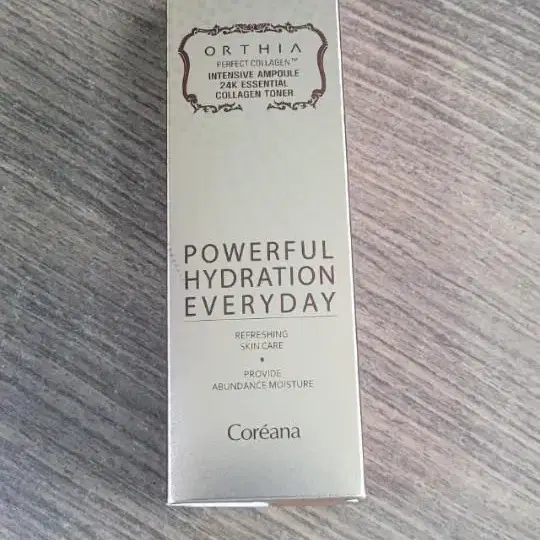 ORTHIA
PERFECT COLLAGEN™
INTENSIVE AMPOULE
24K ESSENTIAL
COLLAGEN TONER
POWERFUL
HYDRATION
EVERYDAY
REFRESHING
SKIN CARE
•
PROVIDE
ABUNDANCE MOISTURE
Coréana